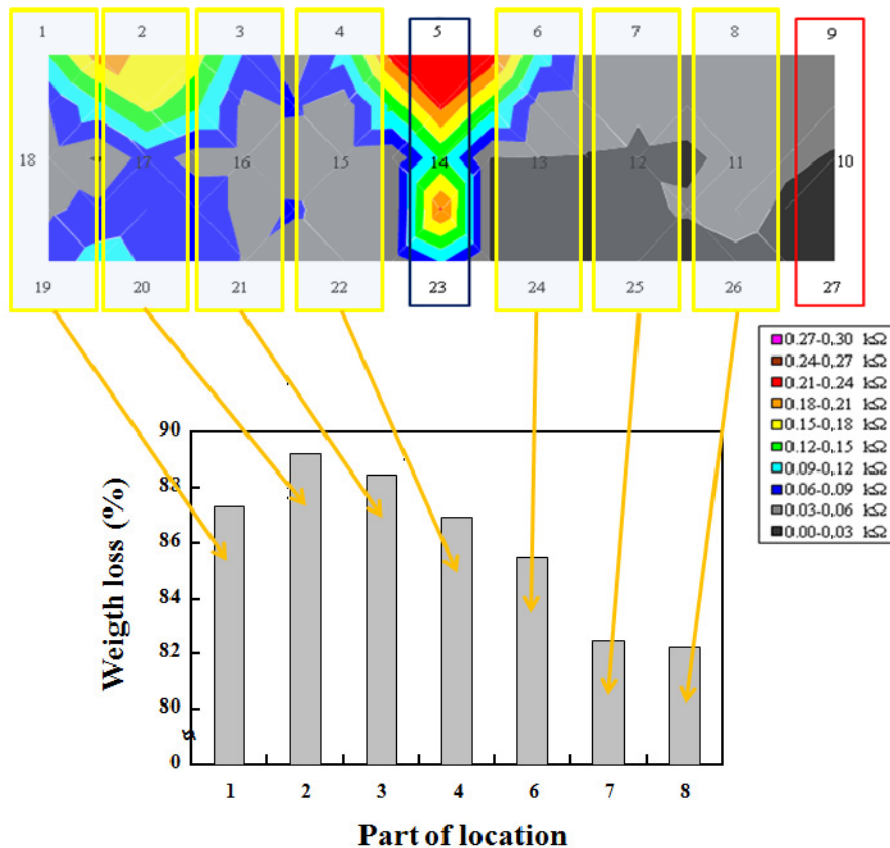 1 2 3 4 5 6 7 8 9
18 17 16 15 14 13 12 11 10
19 20 21 22 23 24 25 26 27
0.27-0.30 kΩ
0.24-0.27 kΩ
0.21-0.24 kΩ
0.18-0.21 kΩ
0.15-0.18 kΩ
0.12-0.15 kΩ
0.09-0.12 kΩ
0.06-0.09 kΩ
0.03-0.06 kΩ
0.00-0.03 kΩ
90
88
86
84
82
80
0
Weigth loss (%)
1 2 3 4 6 7 8
Part of location